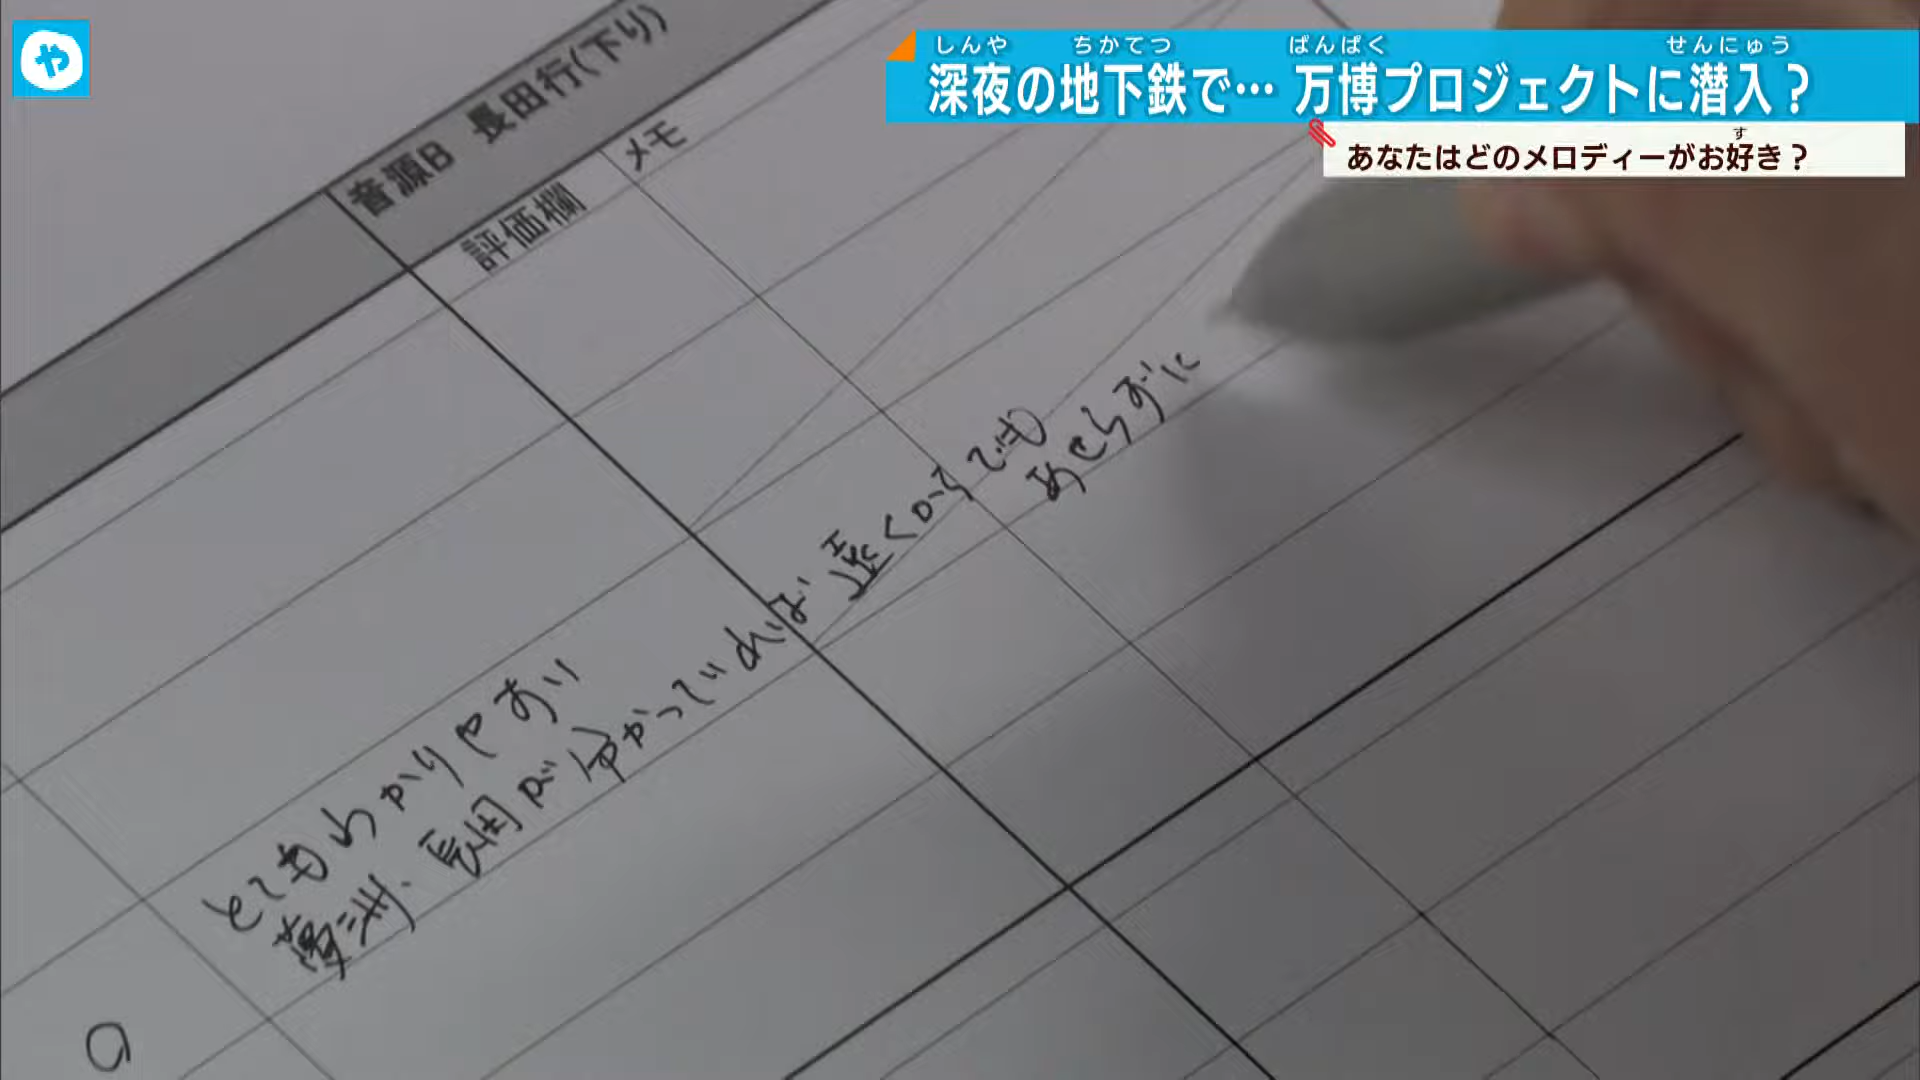 や
しんや ちかてつ ばんぱく せんにゅう
深夜の地下鉄で… 万博プロジェクトに潜入？
す
あなたはどのメロディーがお好き？
音源B 長田行(下り)
評価欄 メモ
とてもわかりやすい
夢洲、長田が分かっていれば 遠くからでも
あせらずに